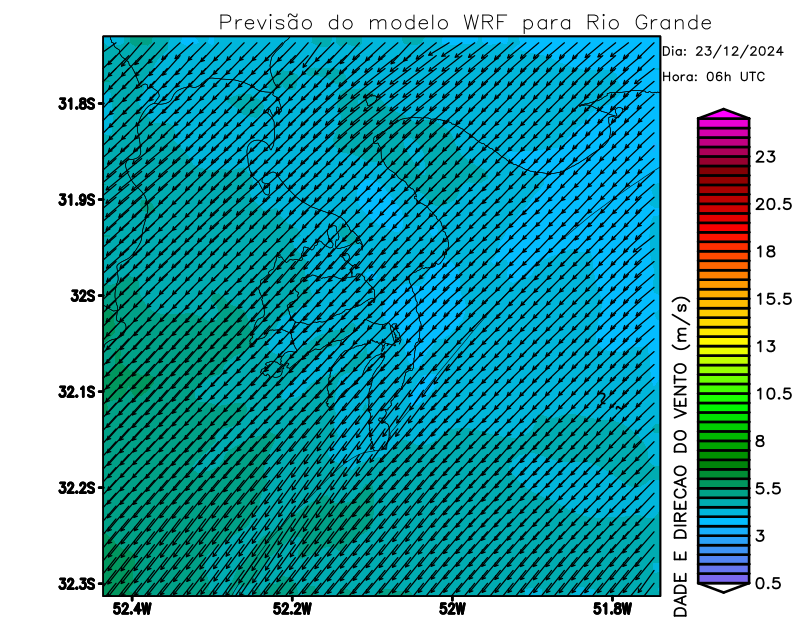 Previsão do modelo WRF para Rio Grande
Dia: 23/12/2024
Hora: 06h UTC
31.8S
31.9S
32S
32.1S
32.2S
32.3S
52.4W
52.2W
52W
51.8W
23
20.5
18
15.5
13
10.5
8
5.5
3
0.5
DADE E DIRECAO DO VENTO (m/s)